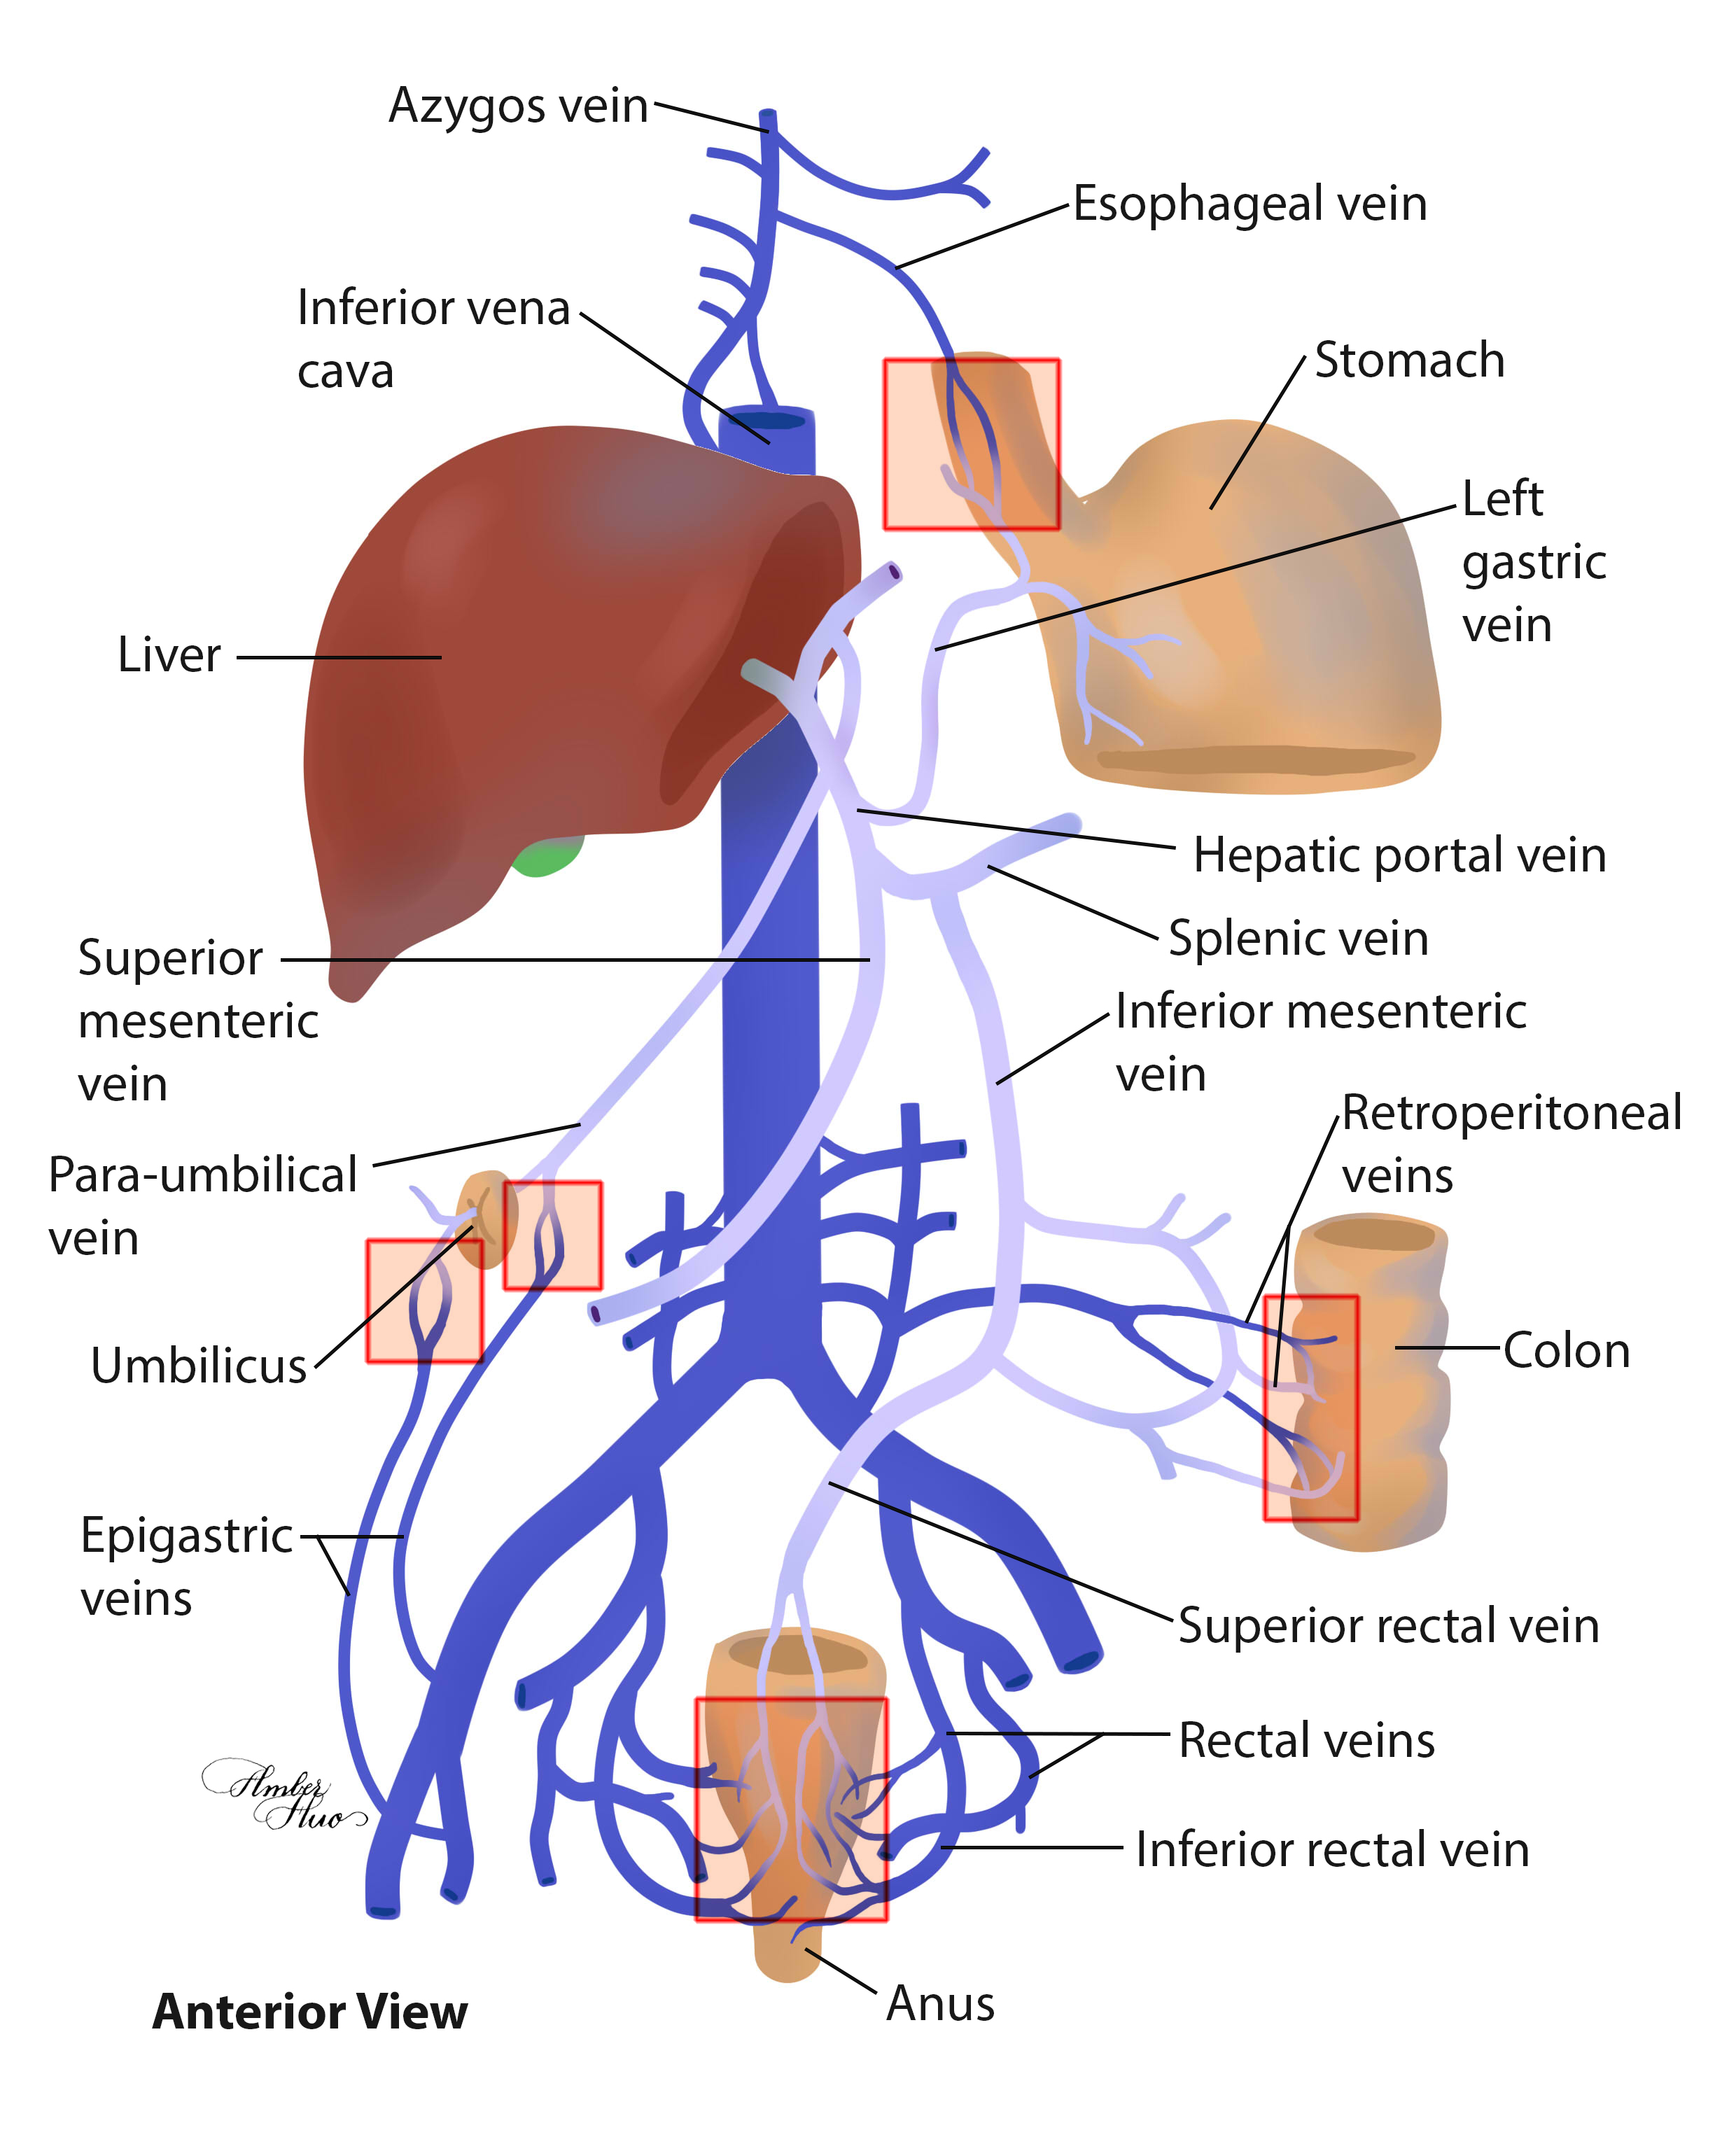 Azygos vein
Esophageal vein
Inferior vena
cava
Stomach
Left
gastric
vein
Liver
Hepatic portal vein
Splenic vein
Superior
mesenteric
vein
Inferior mesenteric
vein
Retroperitoneal
veins
Para-umbilical
vein
Umbilicus
Colon
Epigastric
veins
Superior rectal vein
Rectal veins
Amber
Huo
Inferior rectal vein
Anus
Anterior View